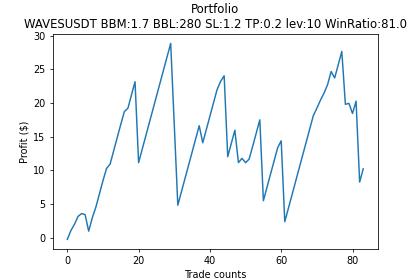 Portfolio
WAVESUSDT BBM:1.7 BBL:280 SL:1.2 TP:0.2 lev:10 WinRatio:81.0
30
25
20
15
10
5
0
Profit ($)
0 20 40 60 80
Trade counts